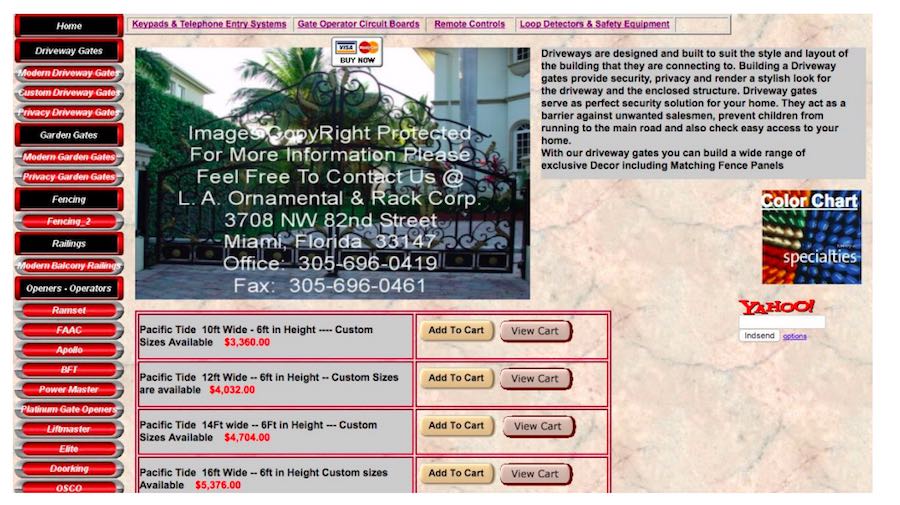 Home
Driveway Gates
Modern Driveway Gates
Custom Driveway Gates
Privacy Driveway Gates
Garden Gates
Modern Garden Gates
Privacy Garden Gates
Fencing
Fencing_2
Railings
Modern Balcony Railings
Openers - Operators
Ramset
FAAC
Apollo
BFT
Power Master
Platinum Gate Openers
Liftmaster
Elite
Doorking
OSCO
Keypads & Telephone Entry Systems
Gate Operator Circuit Boards
Remote Controls
Loop Detectors & Safety Equipment
VISA MasterCard
BUY NOW
Images CopyRight Protected
For More Information Please
Feel Free To Contact Us @
L. A. Ornamental & Rack Corp.
3708 NW 82nd Street
Miami, Florida 33147
Office: 305-696-0419
Fax: 305-696-0461
Driveways are designed and built to suit the style and layout of
the building that they are connecting to. Building a Driveway
gates provide security, privacy and render a stylish look for
the driveway and the enclosed structure. Driveway gates
serve as perfect security solution for your home. They act as a
barrier against unwanted salesmen, prevent children from
running to the main road and also check easy access to your
home.
With our driveway gates you can build a wide range of
exclusive Decor including Matching Fence Panels
Color Chart
specialties
YAHOO!
Indsend options
Pacific Tide 10ft Wide - 6ft in Height ---- Custom
Sizes Available $3,360.00
Add To Cart View Cart
Pacific Tide 12ft Wide -- 6ft in Height -- Custom Sizes
are available $4,032.00
Add To Cart View Cart
Pacific Tide 14Ft wide -- 6Ft in Height --- Custom
Sizes Available $4,704.00
Add To Cart View Cart
Pacific Tide 16ft Wide -- 6ft in Height Custom sizes
Available $5,376.00
Add To Cart View Cart